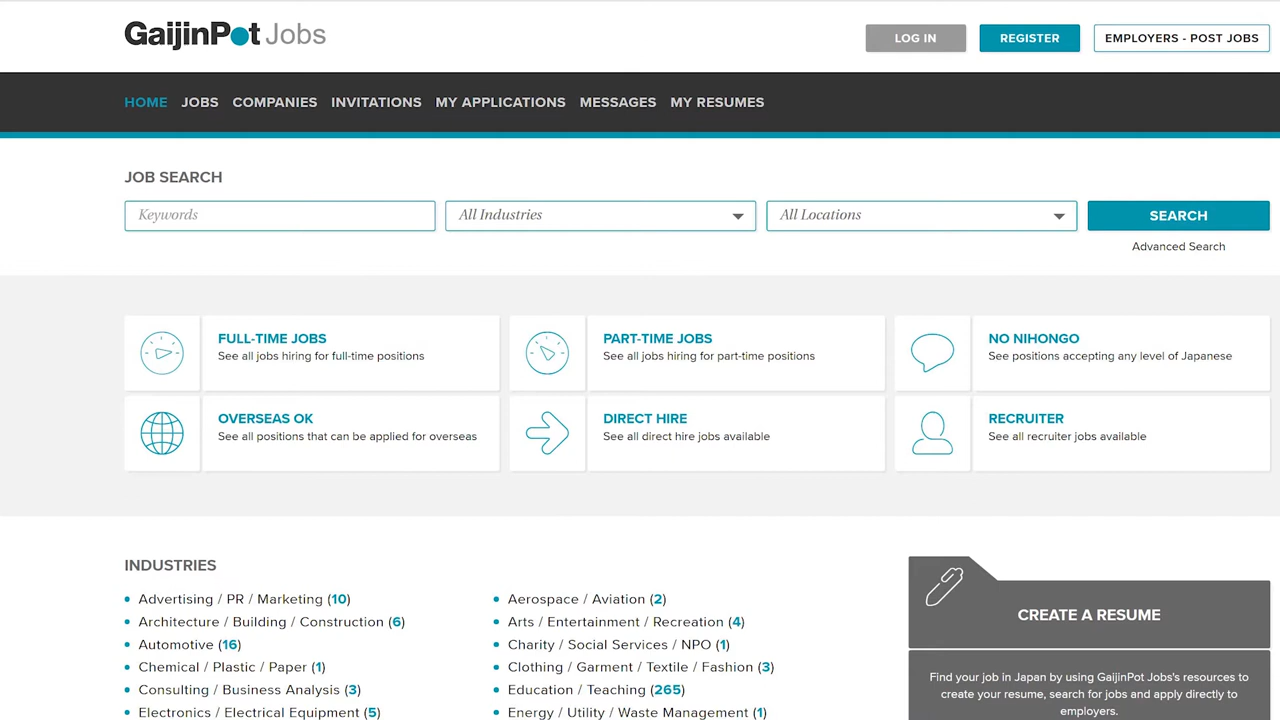 GaijinPot Jobs
LOG IN
REGISTER
EMPLOYERS - POST JOBS
HOME JOBS COMPANIES INVITATIONS MY APPLICATIONS MESSAGES MY RESUMES
JOB SEARCH
Keywords
All Industries
All Locations
SEARCH
Advanced Search
FULL-TIME JOBS
See all jobs hiring for full-time positions
PART-TIME JOBS
See all jobs hiring for part-time positions
NO NIHONGO
See positions accepting any level of Japanese
OVERSEAS OK
See all positions that can be applied for overseas
DIRECT HIRE
See all direct hire jobs available
RECRUITER
See all recruiter jobs available
INDUSTRIES
Advertising / PR / Marketing (10)
Architecture / Building / Construction (6)
Automotive (16)
Chemical / Plastic / Paper (1)
Consulting / Business Analysis (3)
Electronics / Electrical Equipment (5)
Aerospace / Aviation (2)
Arts / Entertainment / Recreation (4)
Charity / Social Services / NPO (1)
Clothing / Garment / Textile / Fashion (3)
Education / Teaching (265)
Energy / Utility / Waste Management (1)
CREATE A RESUME
Find your job in Japan by using GaijinPot Jobs's resources to
create your resume, search for jobs and apply directly to
employers.